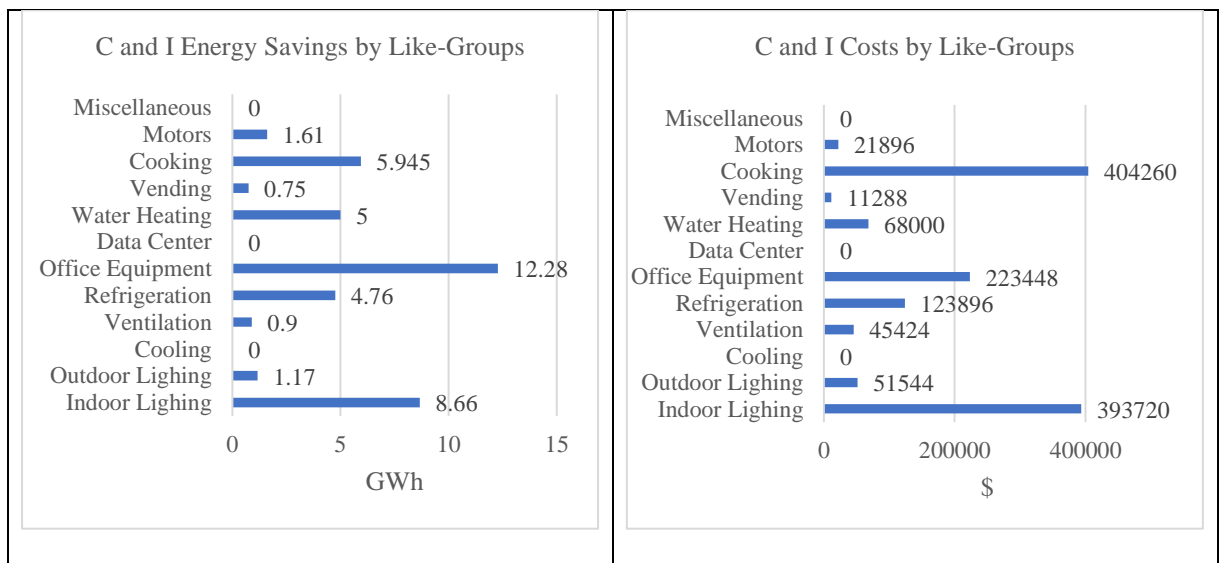 C and I Energy Savings by Like-Groups
Miscellaneous 0
Motors 1.61
Cooking 5.945
Vending 0.75
Water Heating 5
Data Center 0
Office Equipment 12.28
Refrigeration 4.76
Ventilation 0.9
Cooling 0
Outdoor Lighing 1.17
Indoor Lighing 8.66
0 5 10 15
GWh
C and I Costs by Like-Groups
Miscellaneous 0
Motors 21896
Cooking 404260
Vending 11288
Water Heating 68000
Data Center 0
Office Equipment 223448
Refrigeration 123896
Ventilation 45424
Cooling 0
Outdoor Lighing 51544
Indoor Lighing 393720
0 200000 400000
$